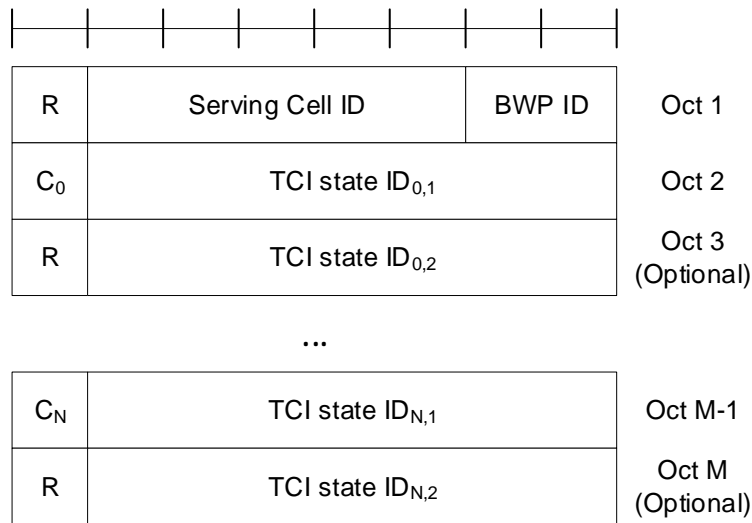 R Serving Cell ID BWP ID Oct 1
C0 TCI state ID0,1 Oct 2
R TCI state ID0,2 Oct 3
(Optional)
...
CN TCI state IDN,1 Oct M-1
R TCI state IDN,2 Oct M
(Optional)